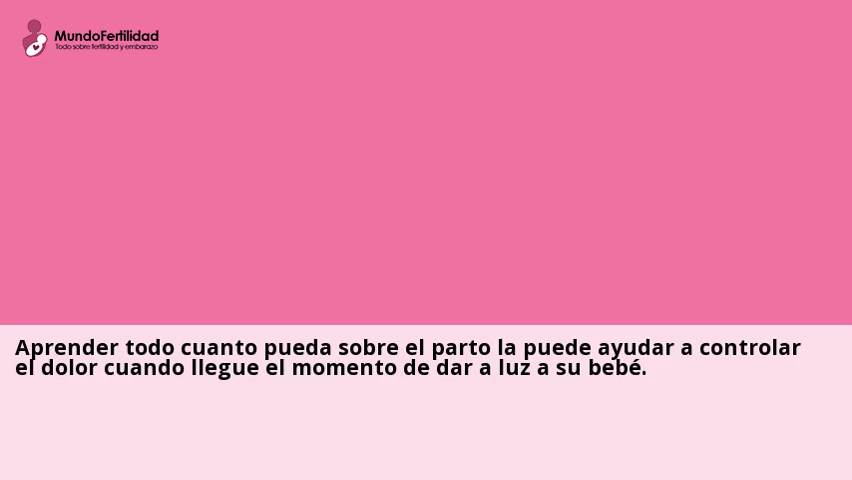 MundoFertilidad
Todo sobre fertilidad y embarazo
Aprender todo cuanto pueda sobre el parto la puede ayudar a controlar
el dolor cuando llegue el momento de dar a luz a su bebé.